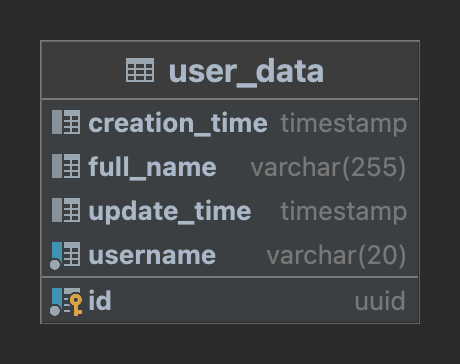 user_data
creation_time timestamp
full_name varchar(255)
update_time timestamp
username varchar(20)
id uuid